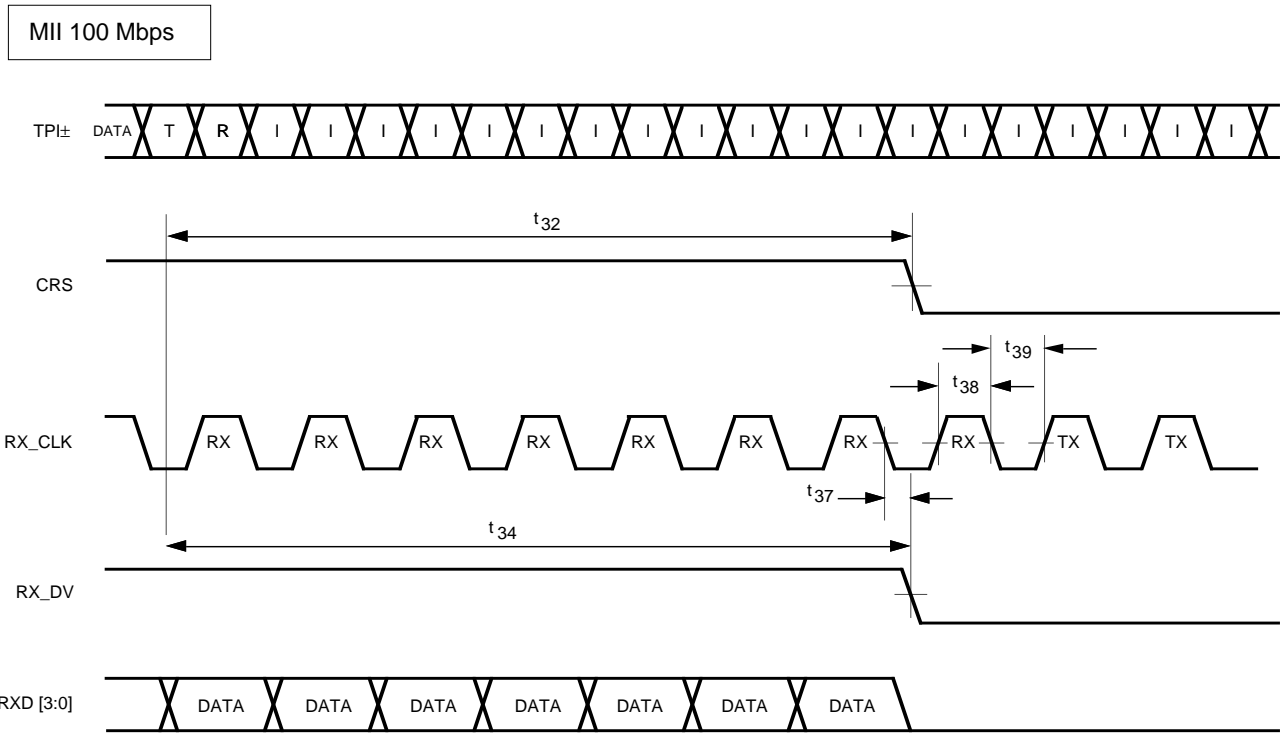 MII 100 Mbps
TPI± DATA T R I I I I I I I I I I I I I I I I I I I
t32
CRS
t39
t38
RX_CLK RX RX RX RX RX RX RX RX TX TX
t37
t34
RX_DV
RXD [3:0] DATA DATA DATA DATA DATA DATA DATA